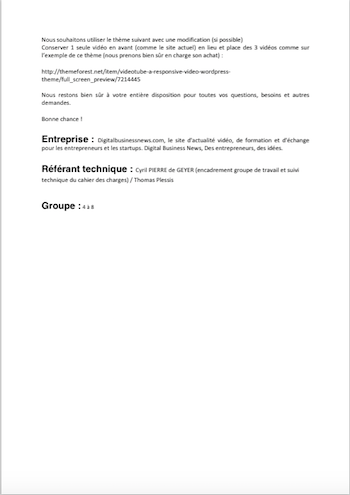 Nous souhaitons utiliser le thème suivant avec une modification (si possible)
Conserver 1 seule vidéo en avant (comme le site actuel) en lieu et place des 3 vidéos comme sur
l'exemple de ce thème (nous prenons bien sûr en charge son achat) :
http://themeforest.net/item/videotube-a-responsive-video-wordpress-
theme/full_screen_preview/7214445
Nous restons bien sûr à votre entière disposition pour toutes vos questions, besoins et autres
demandes.
Bonne chance !
Entreprise : Digitalbusinessnews.com, le site d'actualité vidéo, de formation et d'échange
pour les entrepreneurs et les startups. Digital Business News, Des entrepreneurs, des idées.
Référant technique : Cyril PIERRE de GEYER (encadrement groupe de travail et suivi
technique du cahier des charges) / Thomas Plessis
Groupe : 4 à 8